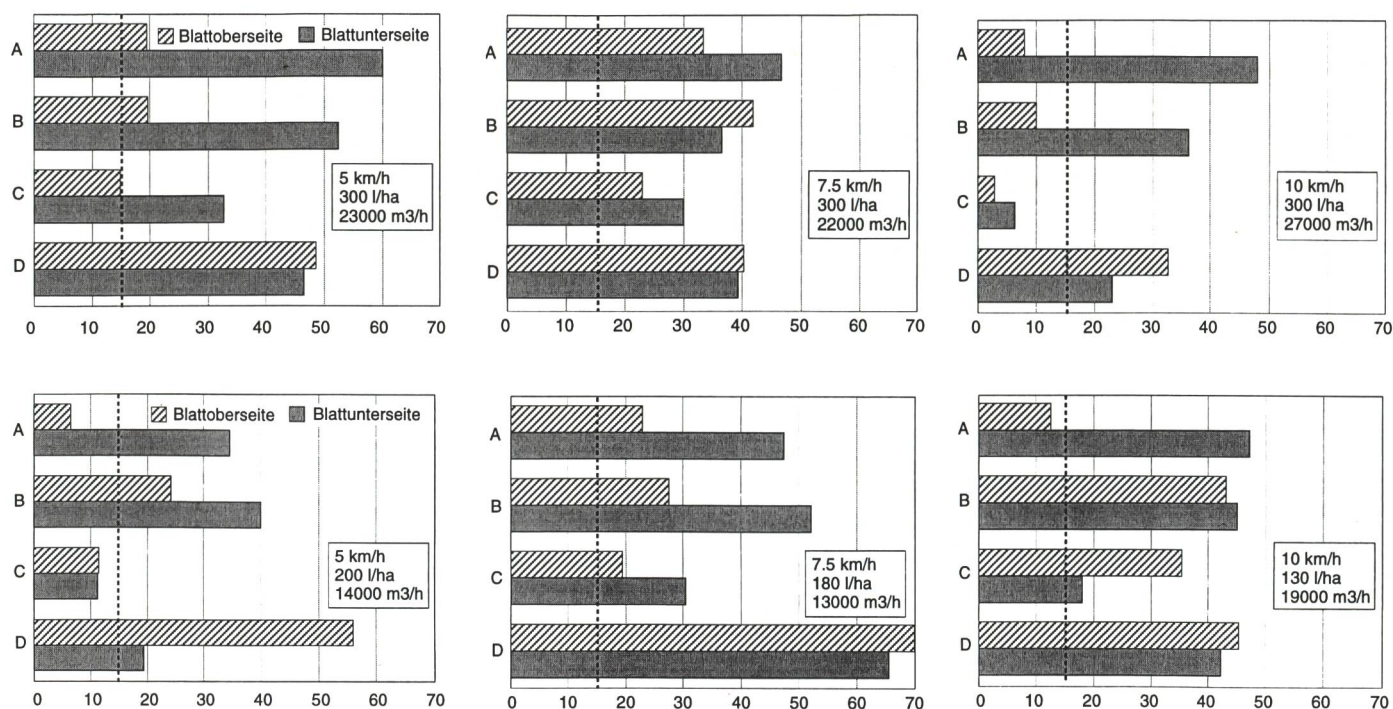 Blattoberseite Blattunterseite
A
B
C
D
5 km/h
300 l/ha
23000 m3/h
0 10 20 30 40 50 60 70
A
B
C
D
7.5 km/h
300 l/ha
22000 m3/h
0 10 20 30 40 50 60 70
A
B
C
D
10 km/h
300 l/ha
27000 m3/h
0 10 20 30 40 50 60 70
Blattoberseite Blattunterseite
A
B
C
D
5 km/h
200 l/ha
14000 m3/h
0 10 20 30 40 50 60 70
A
B
C
D
7.5 km/h
180 l/ha
13000 m3/h
0 10 20 30 40 50 60 70
A
B
C
D
10 km/h
130 l/ha
19000 m3/h
0 10 20 30 40 50 60 70